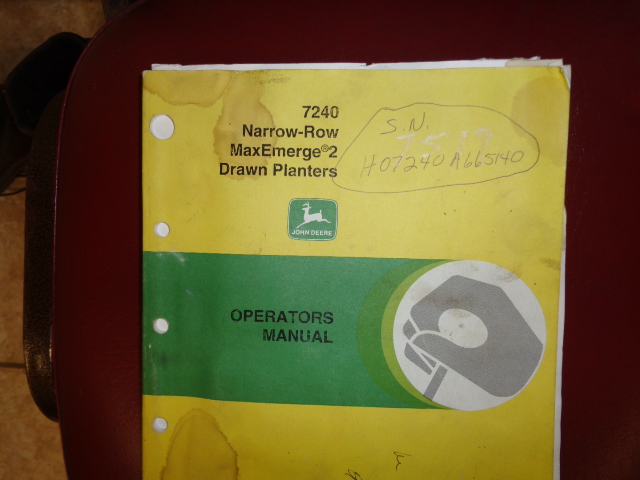 7240
Narrow-Row
MaxEmerge®2
Drawn Planters
S.N.
H07240A665140
JOHN DEERE
OPERATORS
MANUAL